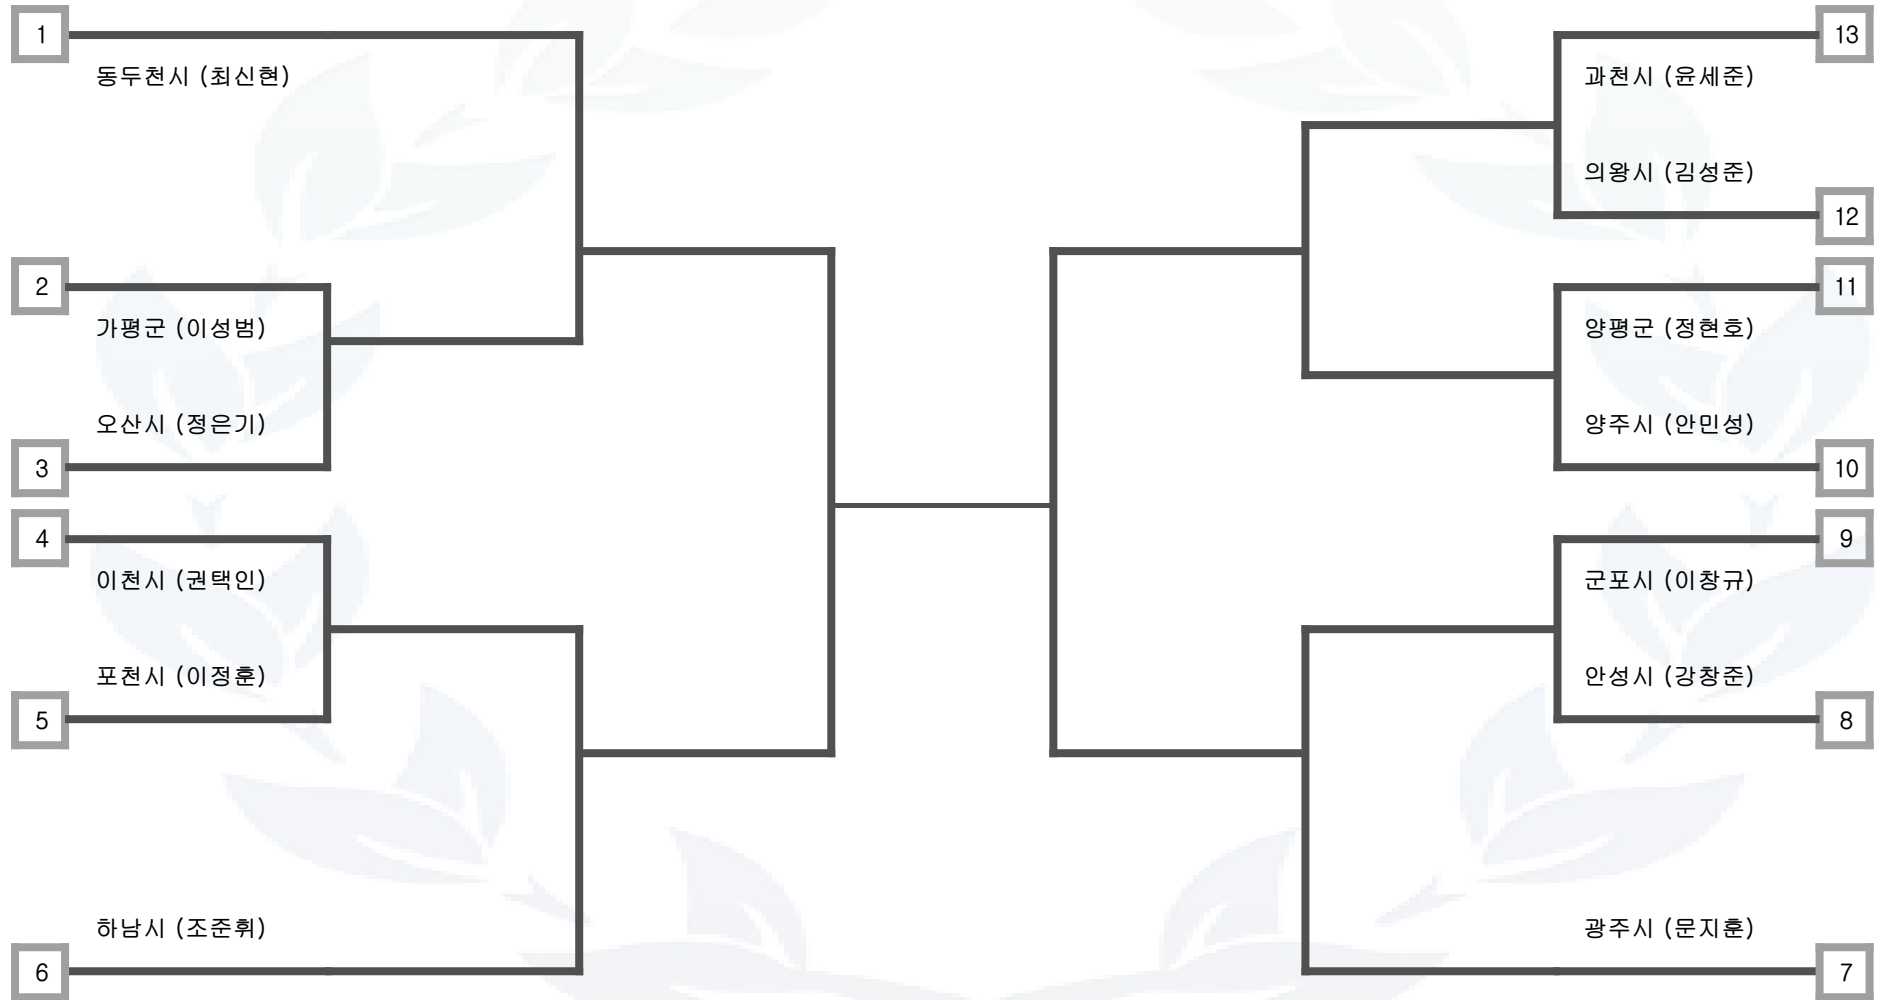 1
동두천시 (최신현)
2
가평군 (이성범)
오산시 (정은기)
3
4
이천시 (권택인)
포천시 (이정훈)
5
하남시 (조준휘)
6
13
과천시 (윤세준)
의왕시 (김성준)
12
11
양평군 (정현호)
양주시 (안민성)
10
9
군포시 (이창규)
안성시 (강창준)
8
광주시 (문지훈)
7